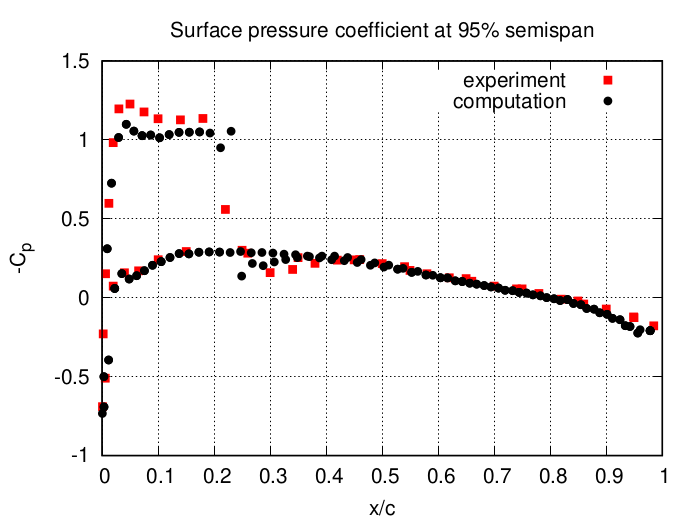 Surface pressure coefficient at 95% semispan
1.5
experiment
computation
1
0.5
-Cp
0
-0.5
-1
0 0.1 0.2 0.3 0.4 0.5 0.6 0.7 0.8 0.9 1
x/c